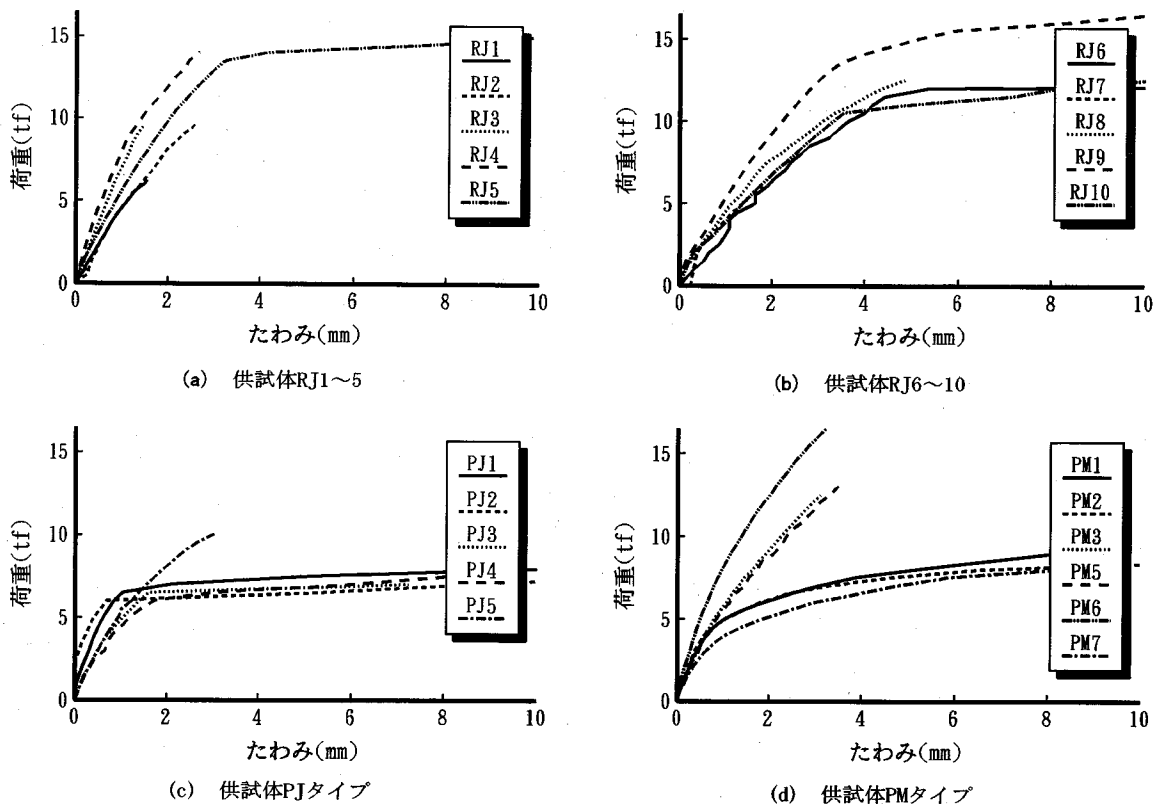 荷重(tf)
15
10
5
0
0 2 4 6 8 10
たわみ(mm)
RJ1
RJ2
RJ3
RJ4
RJ5
(a) 供試体RJ1～5
荷重(tf)
15
10
5
0
0 2 4 6 8 10
たわみ(mm)
RJ6
RJ7
RJ8
RJ9
RJ10
(b) 供試体RJ6～10
荷重(tf)
15
10
5
0
0 2 4 6 8 10
たわみ(mm)
PJ1
PJ2
PJ3
PJ4
PJ5
(c) 供試体PJタイプ
荷重(tf)
15
10
5
0
0 2 4 6 8 10
たわみ(mm)
PM1
PM2
PM3
PM5
PM6
PM7
(d) 供試体PMタイプ